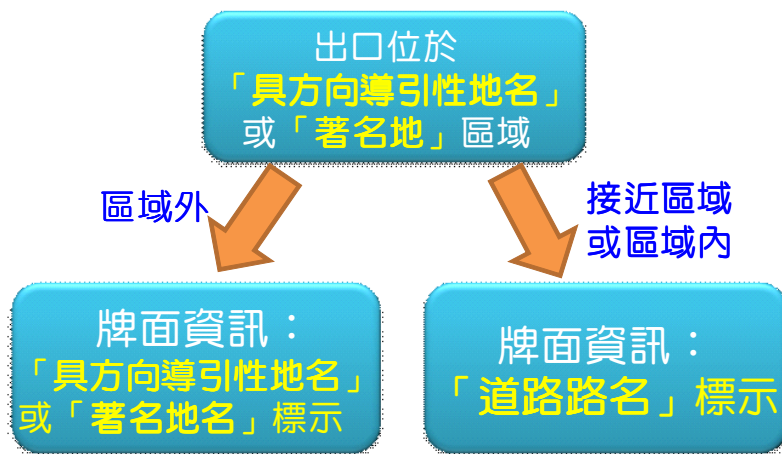 出口位於
「具方向導引性地名」
或「著名地」區域
區域外
接近區域
或區域內
牌面資訊：
「具方向導引性地名」
或「著名地名」標示
牌面資訊：
「道路路名」標示